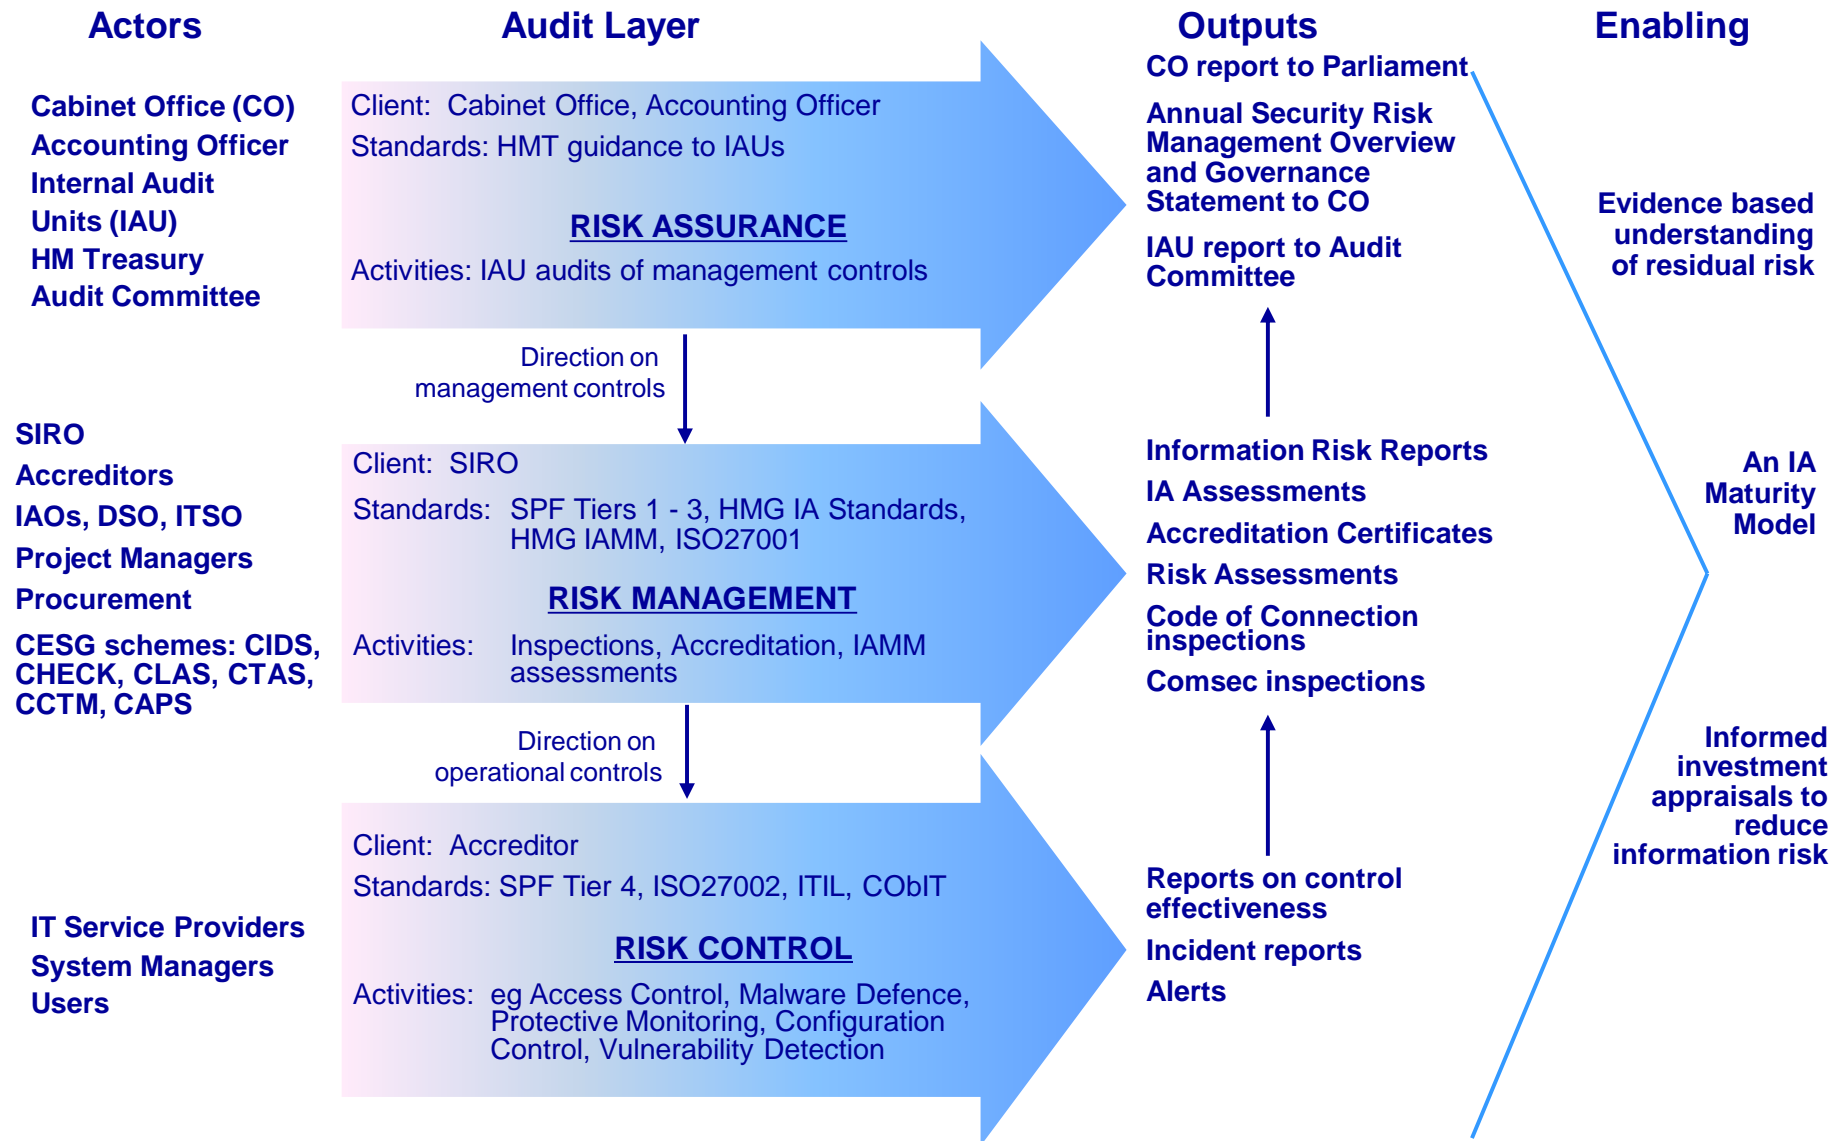 Actors
Audit Layer
Outputs
Enabling
Cabinet Office (CO)
Accounting Officer
Internal Audit
Units (IAU)
HM Treasury
Audit Committee
Client: Cabinet Office, Accounting Officer
Standards: HMT guidance to IAUs
RISK ASSURANCE
Activities: IAU audits of management controls
CO report to Parliament
Annual Security Risk
Management Overview
and Governance
Statement to CO
IAU report to Audit
Committee
Evidence based
understanding
of residual risk
Direction on
management controls
SIRO
Accreditors
IAOs, DSO, ITSO
Project Managers
Procurement
CESG schemes: CIDS,
CHECK, CLAS, CTAS,
CCTM, CAPS
Client: SIRO
Standards: SPF Tiers 1 - 3, HMG IA Standards,
HMG IAMM, ISO27001
RISK MANAGEMENT
Activities: Inspections, Accreditation, IAMM
assessments
Information Risk Reports
IA Assessments
Accreditation Certificates
Risk Assessments
Code of Connection
inspections
Comsec inspections
An IA
Maturity
Model
Direction on
operational controls
IT Service Providers
System Managers
Users
Client: Accreditor
Standards: SPF Tier 4, ISO27002, ITIL, CObIT
RISK CONTROL
Activities: eg Access Control, Malware Defence,
Protective Monitoring, Configuration
Control, Vulnerability Detection
Reports on control
effectiveness
Incident reports
Alerts
Informed
investment
appraisals to
reduce
information risk